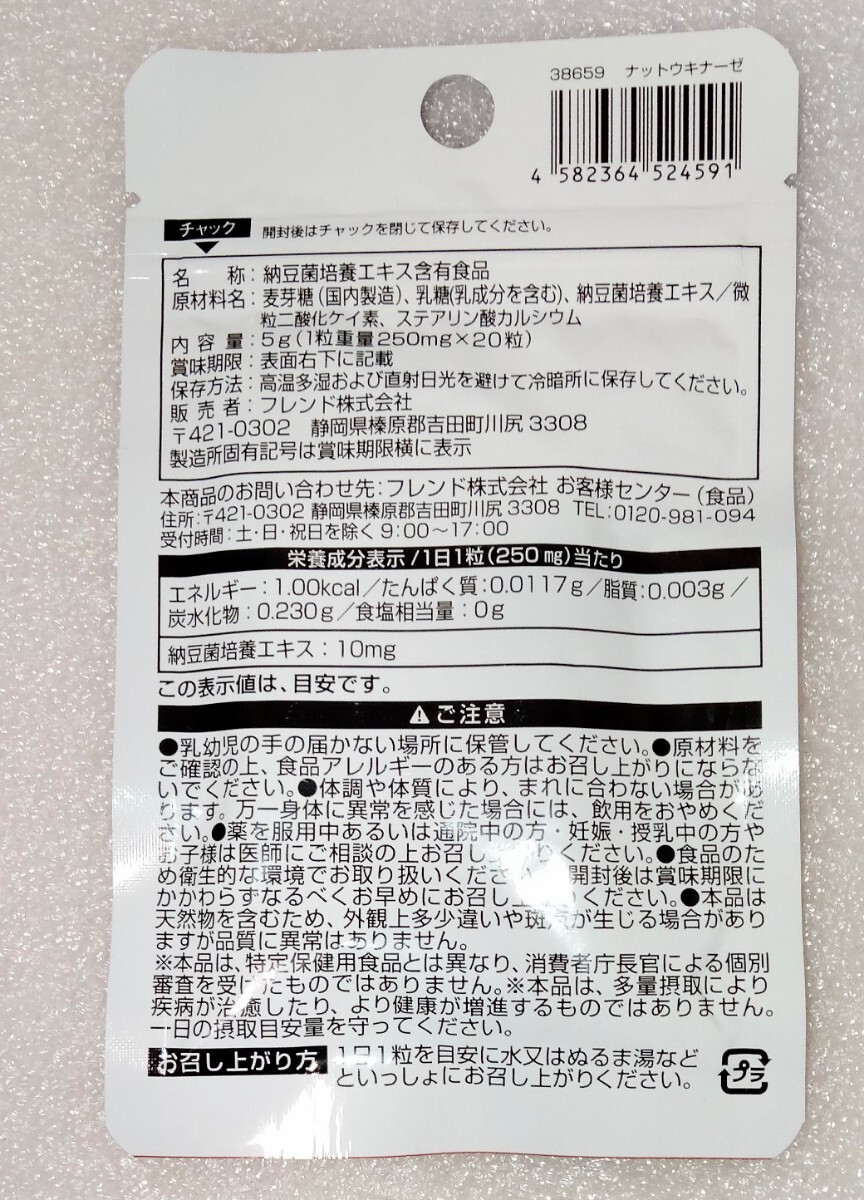 38659 ナットウキナーゼ
4 582364 524591
チャック 開封後はチャックを閉じて保存してください。
名 称：納豆菌培養エキス含有食品
原材料名：麦芽糖（国内製造）、乳糖(乳成分を含む)、納豆菌培養エキス／微
粒二酸化ケイ素、ステアリン酸カルシウム
内 容 量：5g（1粒重量250mg×20粒）
賞味期限：表面右下に記載
保存方法：高温多湿および直射日光を避けて冷暗所に保存してください。
販 売 者：フレンド株式会社
〒421-0302 静岡県榛原郡吉田町川尻3308
製造所固有記号は賞味期限横に表示
本商品のお問い合わせ先：フレンド株式会社 お客様センター（食品）
住所：〒421-0302 静岡県榛原郡吉田町川尻3308 TEL：0120-981-094
受付時間：土・日・祝日を除く 9：00〜17：00
栄養成分表示/1日1粒（250㎎）当たり
エネルギー：1.00kcal／たんぱく質：0.0117g／脂質：0.003g／
炭水化物：0.230g／食塩相当量：0g
納豆菌培養エキス：10mg
この表示値は、目安です。
⚠ご注意
●乳幼児の手の届かない場所に保管してください。●原材料を
ご確認の上、食品アレルギーのある方はお召し上がりにならな
いでください。●体調や体質により、まれに合わない場合があ
ります。万一身体に異常を感じた場合には、飲用をおやめくだ
さい。●薬を服用中あるいは通院中の方・妊娠・授乳中の方や
お子様は医師にご相談の上お召し上がりください。●食品のた
め衛生的な環境でお取り扱いくださ 開封後は賞味期限に
かかわらずなるべくお早めにお召し上がりください。●本品は
天然物を含むため、外観上多少違いや斑点が生じる場合があり
ますが品質に異常はありません。
※本品は、特定保健用食品とは異なり、消費者庁長官による個別
審査を受けたものではありません。※本品は、多量摂取により
疾病が治癒したり、より健康が増進するものではありません。
一日の摂取目安量を守ってください。
お召し上がり方 1日1粒を目安に水又はぬるま湯など
といっしょにお召し上がりください。
プラ